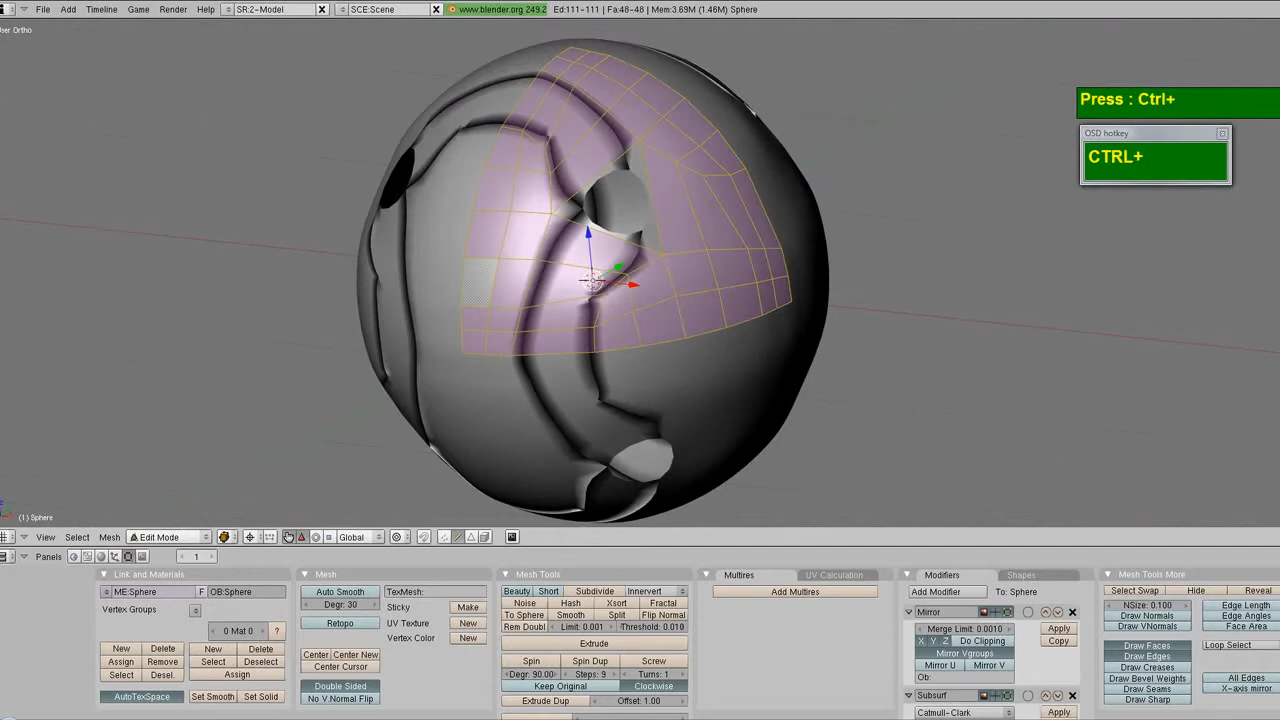 File Add Timeline Game Render Help SR:2-Model SCE:Scene www.blender.org 249.2 Ed:111-111 | Fa:48-48 | Mem:3.69M (1.46M) Sphere
User Ortho
Press : Ctrl+
OSD hotkey
CTRL+
(1) Sphere
View Select Mesh Edit Mode Global
Panels 1
Link and Materials Mesh Mesh Tools Multires UV Calculation Modifiers Shapes Mesh Tools More
ME:Sphere F OB:Sphere Auto Smooth TexMesh: Beauty Short Subdivide Innervert Add Multires Add Modifier To: Sphere Select Swap Hide Reveal
Vertex Groups Degr: 30 Sticky Make Noise Hash Xsort Fractal Mirror NSize: 0.100 Edge Length
Retopo UV Texture New To Sphere Smooth Split Flip Normal Merge Limit: 0.0010 Apply Draw Normals Edge Angles
0 Mat 0 ? Vertex Color New Rem Doubl Limit: 0.001 Threshold: 0.010 X Y Z Do Clipping Copy Draw VNormals Face Area
New Delete New Delete Center Center New Extrude Mirror Vgroups Draw Faces Loop Select
Assign Remove Select Deselect Center Cursor Spin Spin Dup Screw Mirror U Mirror V Draw Edges
Select Desel. Assign Degr: 90.00 Steps: 9 Turns: 1 Ob: Draw Creases
Double Sided Keep Original Clockwise Draw Bevel Weights All Edges
AutoTexSpace Set Smooth Set Solid No V.Normal Flip Extrude Dup Offset: 1.00 Subsurf Draw Seams X-axis mirror
Catmull-Clark Apply Draw Sharp